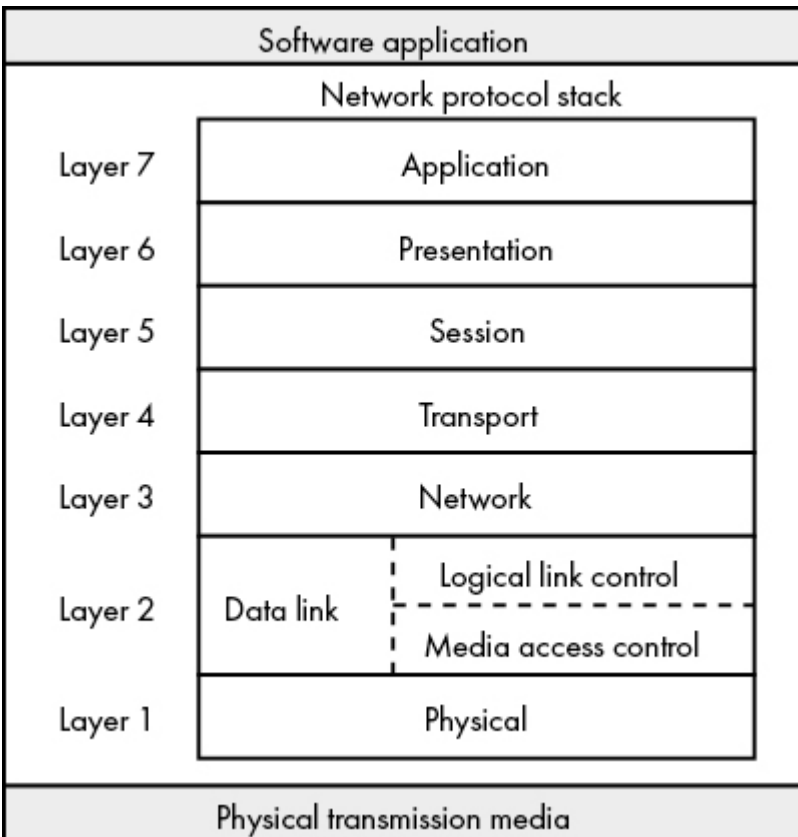 Software application
Network protocol stack
Layer 7
Application
Layer 6
Presentation
Layer 5
Session
Layer 4
Transport
Layer 3
Network
Layer 2
Data link
Logical link control
Media access control
Layer 1
Physical
Physical transmission media